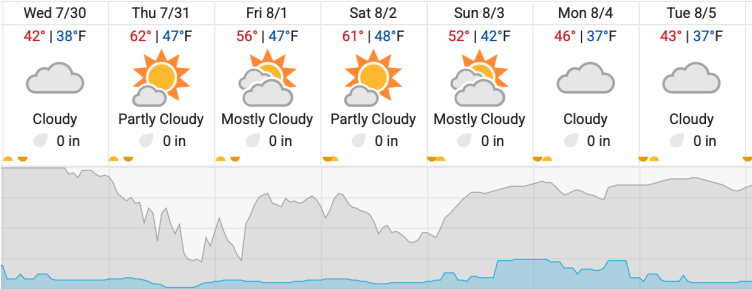 Wed 7/30 Thu 7/31 Fri 8/1 Sat 8/2 Sun 8/3 Mon 8/4 Tue 8/5
42° | 38°F 62° | 47°F 56° | 47°F 61° | 48°F 52° | 42°F 46° | 37°F 43° | 37°F
Cloudy Partly Cloudy Mostly Cloudy Partly Cloudy Mostly Cloudy Cloudy Cloudy
0 in 0 in 0 in 0 in 0 in 0 in 0 in